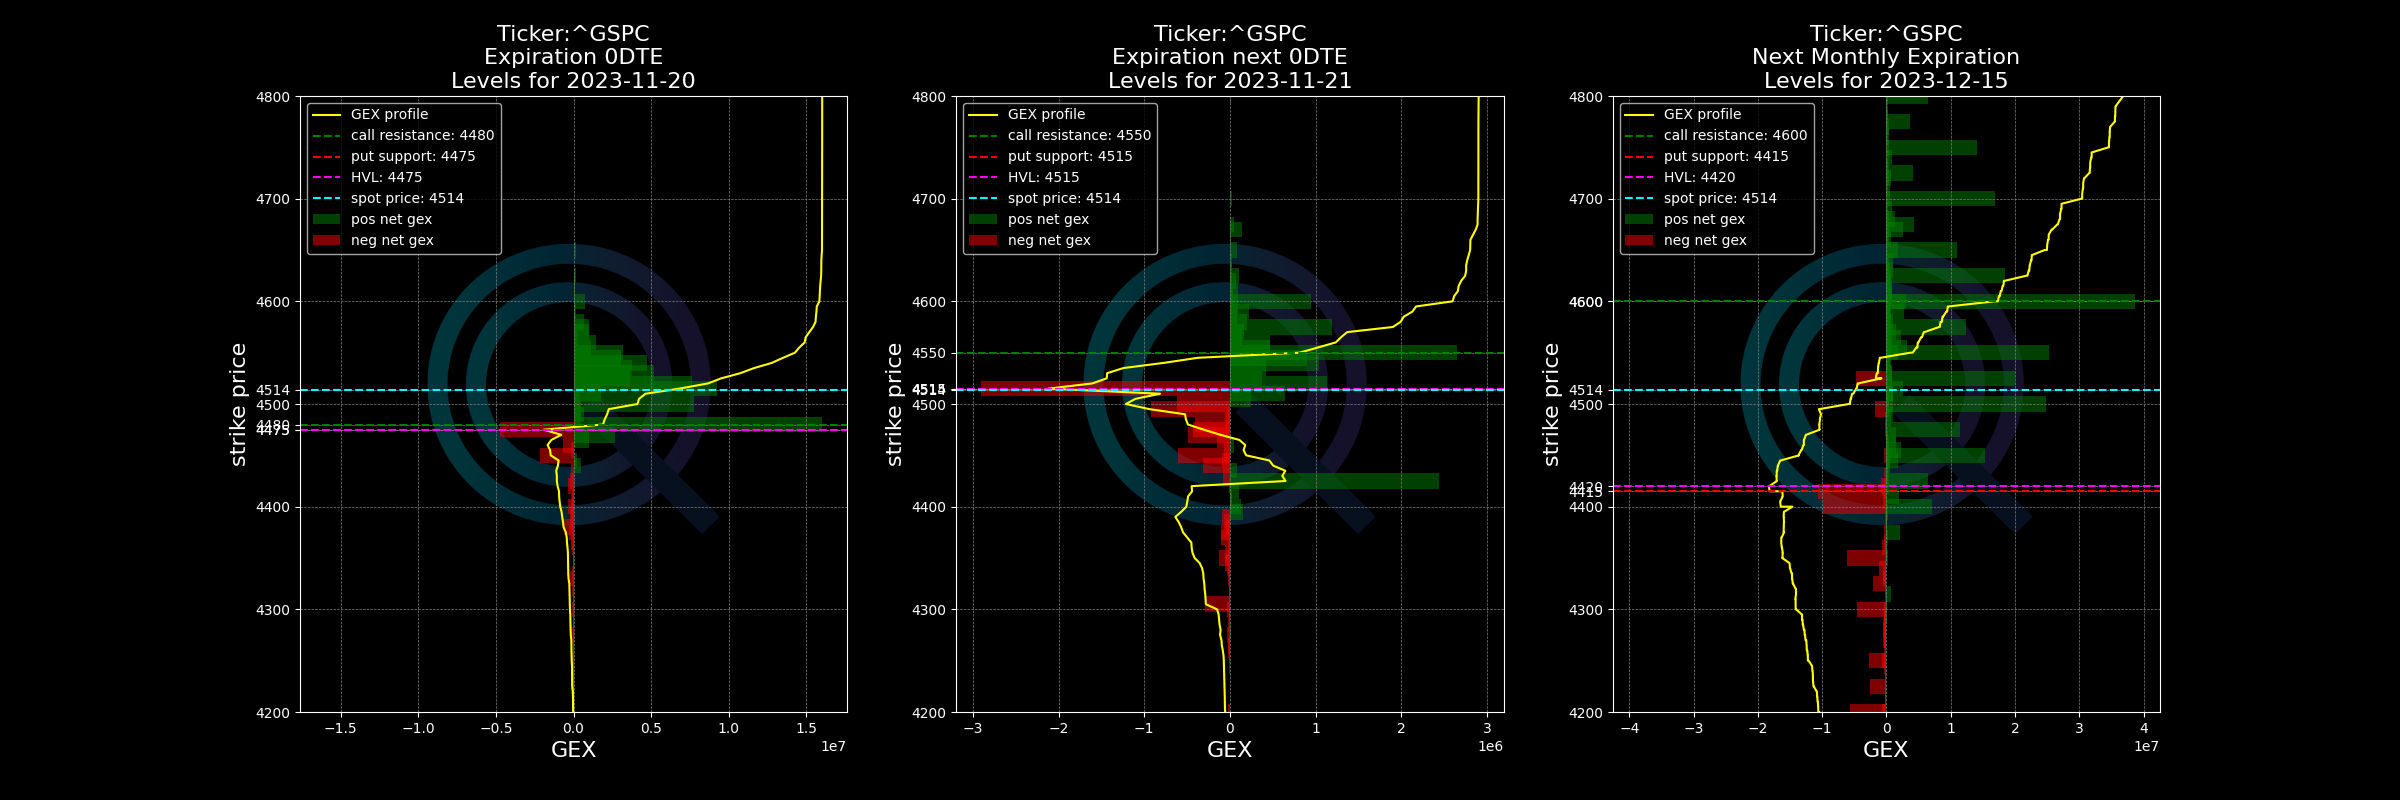 Ticker:^GSPC
Expiration 0DTE
Levels for 2023-11-20
GEX profile
call resistance: 4480
put support: 4475
HVL: 4475
spot price: 4514
pos net gex
neg net gex
4800
4700
4600
4514
4500
4480
4475
4400
4300
4200
strike price
−1.5
−1.0
−0.5
0.0
0.5
1.0
1.5
1e7
GEX
Ticker:^GSPC
Expiration next 0DTE
Levels for 2023-11-21
GEX profile
call resistance: 4550
put support: 4515
HVL: 4515
spot price: 4514
pos net gex
neg net gex
4800
4700
4600
4550
4515
4514
4500
4400
4300
4200
strike price
−3
−2
−1
0
1
2
3
1e6
GEX
Ticker:^GSPC
Next Monthly Expiration
Levels for 2023-12-15
GEX profile
call resistance: 4600
put support: 4415
HVL: 4420
spot price: 4514
pos net gex
neg net gex
4800
4700
4600
4514
4500
4420
4415
4400
4300
4200
strike price
−4
−3
−2
−1
0
1
2
3
4
1e7
GEX